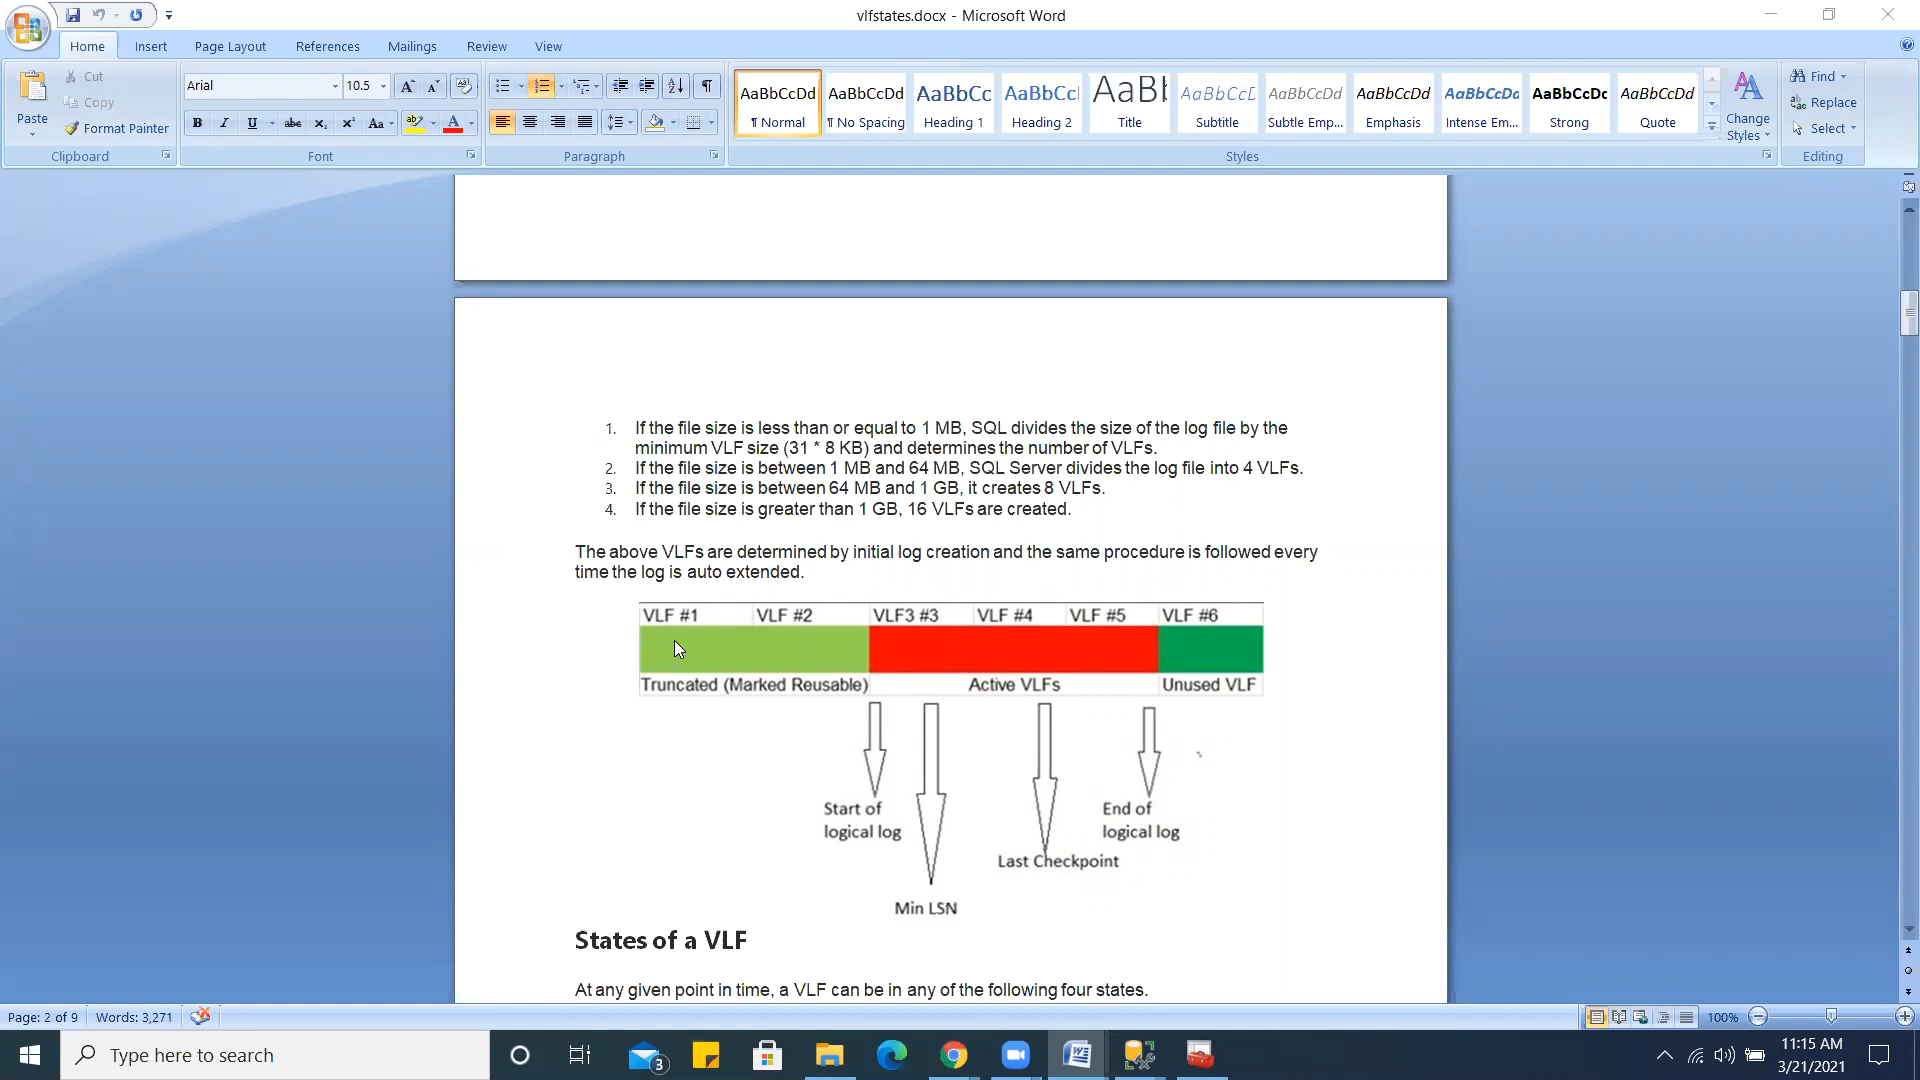 vlfstates.docx - Microsoft Word
Home Insert Page Layout References Mailings Review View
Paste
Cut
Copy
Format Painter
Clipboard
Arial 10.5
B I U abc x₂ x² Aa
Font
Paragraph
AaBbCcDd AaBbCcDd AaBbCc AaBbCcI AaBI AaBbCcD AaBbCcDd AaBbCcDd AaBbCcDd AaBbCcDc AaBbCcDd
¶ Normal ¶ No Spacing Heading 1 Heading 2 Title Subtitle Subtle Emp... Emphasis Intense Em... Strong Quote
Styles
Change
Styles
Find
Replace
Select
Editing
1. If the file size is less than or equal to 1 MB, SQL divides the size of the log file by the
minimum VLF size (31 * 8 KB) and determines the number of VLFs.
2. If the file size is between 1 MB and 64 MB, SQL Server divides the log file into 4 VLFs.
3. If the file size is between 64 MB and 1 GB, it creates 8 VLFs.
4. If the file size is greater than 1 GB, 16 VLFs are created.
The above VLFs are determined by initial log creation and the same procedure is followed every
time the log is auto extended.
VLF #1 VLF #2 VLF3 #3 VLF #4 VLF #5 VLF #6
Truncated (Marked Reusable) Active VLFs Unused VLF
Start of
logical log
End of
logical log
Last Checkpoint
Min LSN
States of a VLF
At any given point in time, a VLF can be in any of the following four states.
Page: 2 of 9 Words: 3,271
100%
Type here to search
3
11:15 AM
3/21/2021